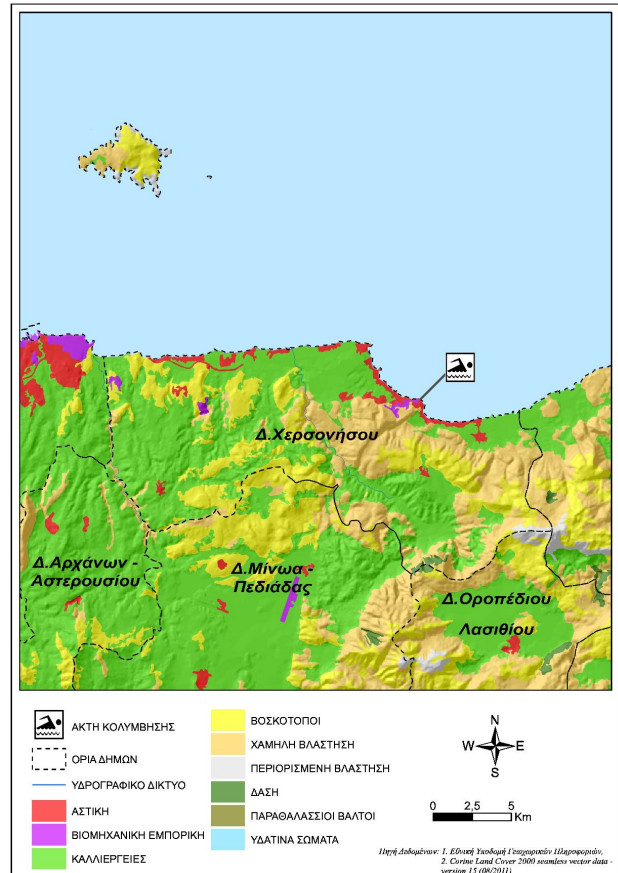 Δ.Χερσονήσου
Δ.Αρχάνων -
Αστερουσίου
Δ.Μίνωα -
Πεδιάδας
Δ.Οροπέδιου
Λασιθίου
ΑΚΤΗ ΚΟΛΥΜΒΗΣΗΣ
ΟΡΙΑ ΔΗΜΩΝ
ΥΔΡΟΓΡΑΦΙΚΟ ΔΙΚΤΥΟ
ΑΣΤΙΚΗ
ΒΙΟΜΗΧΑΝΙΚΗ ΕΜΠΟΡΙΚΗ
ΚΑΛΛΙΕΡΓΕΙΕΣ
ΒΟΣΚΟΤΟΠΟΙ
ΧΑΜΗΛΗ ΒΛΑΣΤΗΣΗ
ΠΕΡΙΟΡΙΣΜΕΝΗ ΒΛΑΣΤΗΣΗ
ΔΑΣΗ
ΠΑΡΑΘΑΛΑΣΣΙΟΙ ΒΑΛΤΟΙ
ΥΔΑΤΙΝΑ ΣΩΜΑΤΑ
N
W E
S
0 2,5 5
Km
Πηγή Δεδομένων: 1. Εθνική Υποδομή Γεωχωρικών Πληροφοριών,
2. Corine Land Cover 2000 seamless vector data -
version 15 (08/2011)